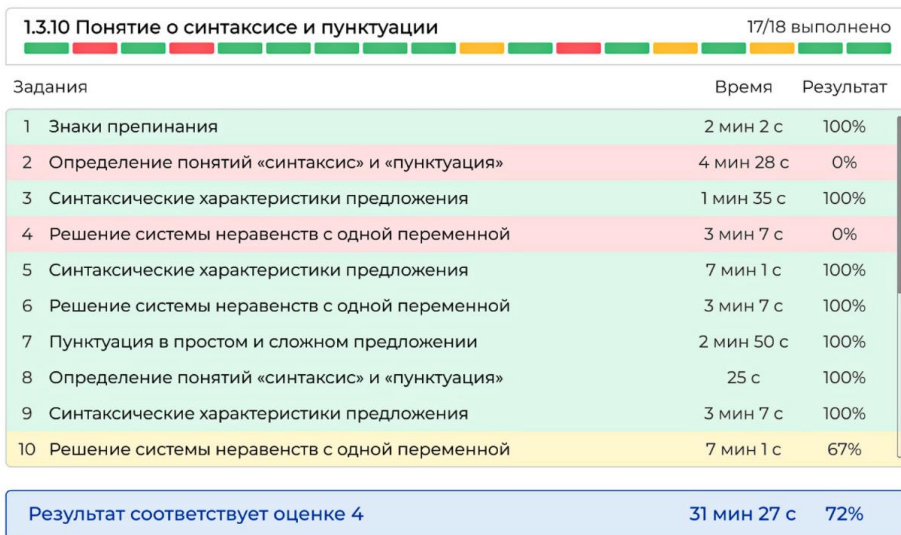 1.3.10 Понятие о синтаксисе и пунктуации 17/18 выполнено
Задания Время Результат
1 Знаки препинания 2 мин 2 с 100%
2 Определение понятий «синтаксис» и «пунктуация» 4 мин 28 с 0%
3 Синтаксические характеристики предложения 1 мин 35 с 100%
4 Решение системы неравенств с одной переменной 3 мин 7 с 0%
5 Синтаксические характеристики предложения 7 мин 1 с 100%
6 Решение системы неравенств с одной переменной 3 мин 7 с 100%
7 Пунктуация в простом и сложном предложении 2 мин 50 с 100%
8 Определение понятий «синтаксис» и «пунктуация» 25 с 100%
9 Синтаксические характеристики предложения 3 мин 7 с 100%
10 Решение системы неравенств с одной переменной 7 мин 1 с 67%
Результат соответствует оценке 4 31 мин 27 с 72%